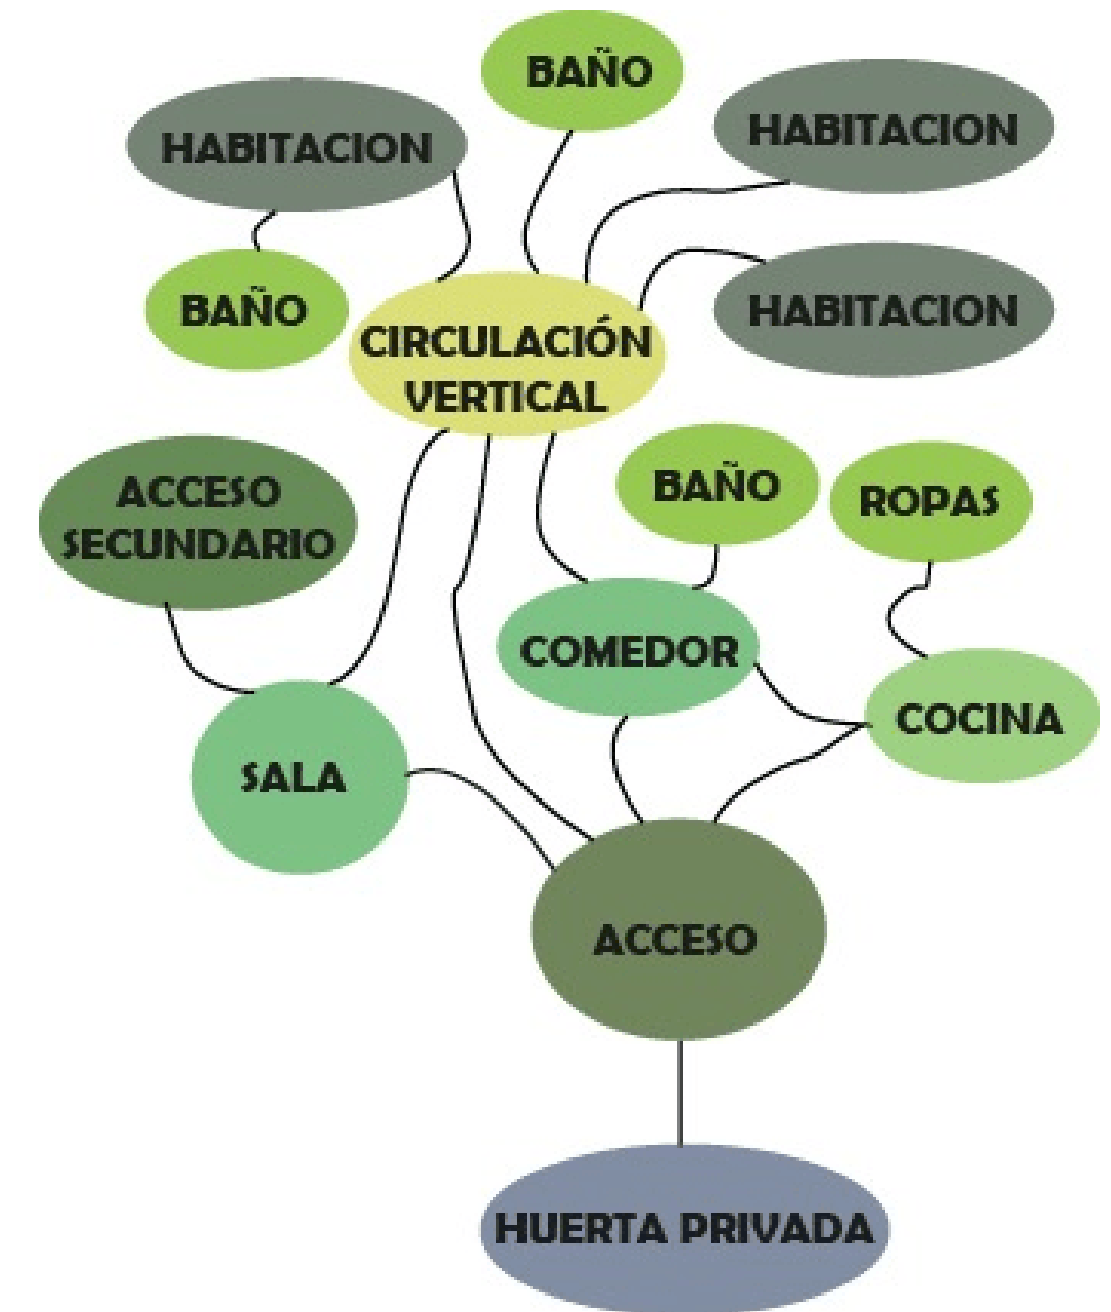 BAÑO
HABITACION
HABITACION
BAÑO
HABITACION
CIRCULACIÓN
VERTICAL
ACCESO
SECUNDARIO
BAÑO
ROPAS
COMEDOR
COCINA
SALA
ACCESO
HUERTA PRIVADA